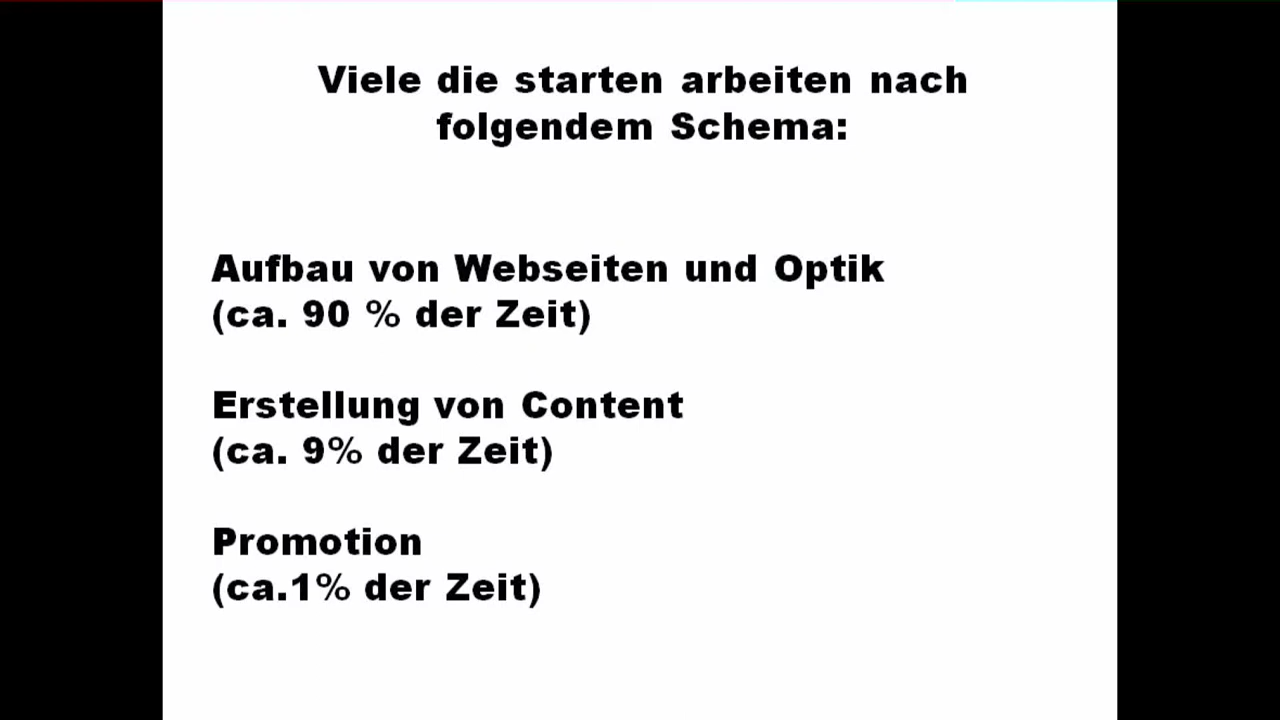 Viele die starten arbeiten nach
folgendem Schema:
Aufbau von Webseiten und Optik
(ca. 90 % der Zeit)
Erstellung von Content
(ca. 9% der Zeit)
Promotion
(ca.1% der Zeit)